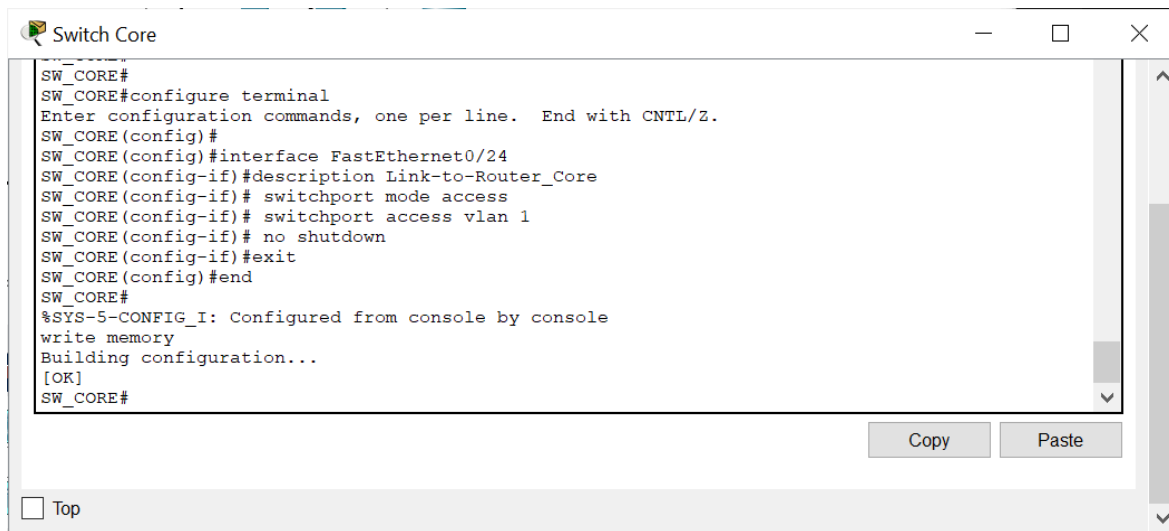 Switch Core
SW_CORE#
SW_CORE#
SW_CORE#configure terminal
Enter configuration commands, one per line.  End with CNTL/Z.
SW_CORE(config)#
SW_CORE(config)#interface FastEthernet0/24
SW_CORE(config-if)#description Link-to-Router_Core
SW_CORE(config-if)# switchport mode access
SW_CORE(config-if)# switchport access vlan 1
SW_CORE(config-if)# no shutdown
SW_CORE(config-if)#exit
SW_CORE(config)#end
SW_CORE#
%SYS-5-CONFIG_I: Configured from console by console
write memory
Building configuration...
[OK]
SW_CORE#
Copy Paste
Top